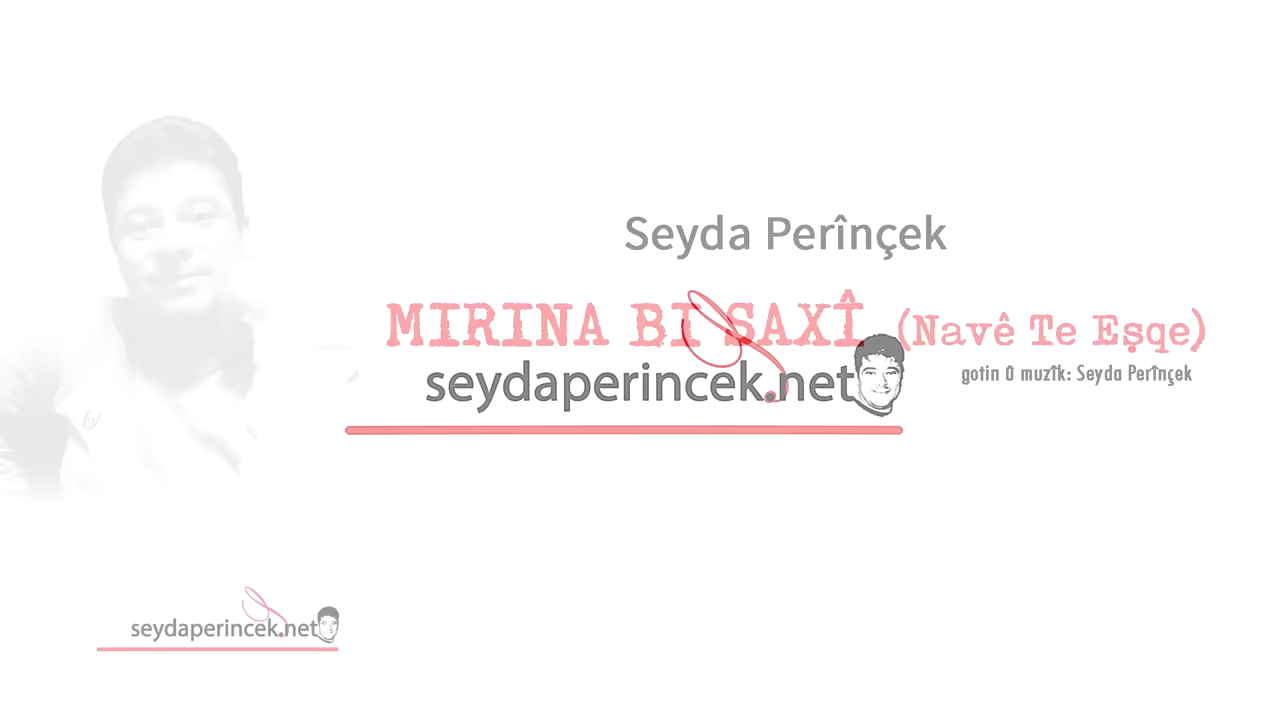 Seyda Perînçek
MIRINA BI SAXÎ (Navê Te Eşqe)
seydaperincek.net
gotin û muzîk: Seyda Perînçek
seydaperincek.net